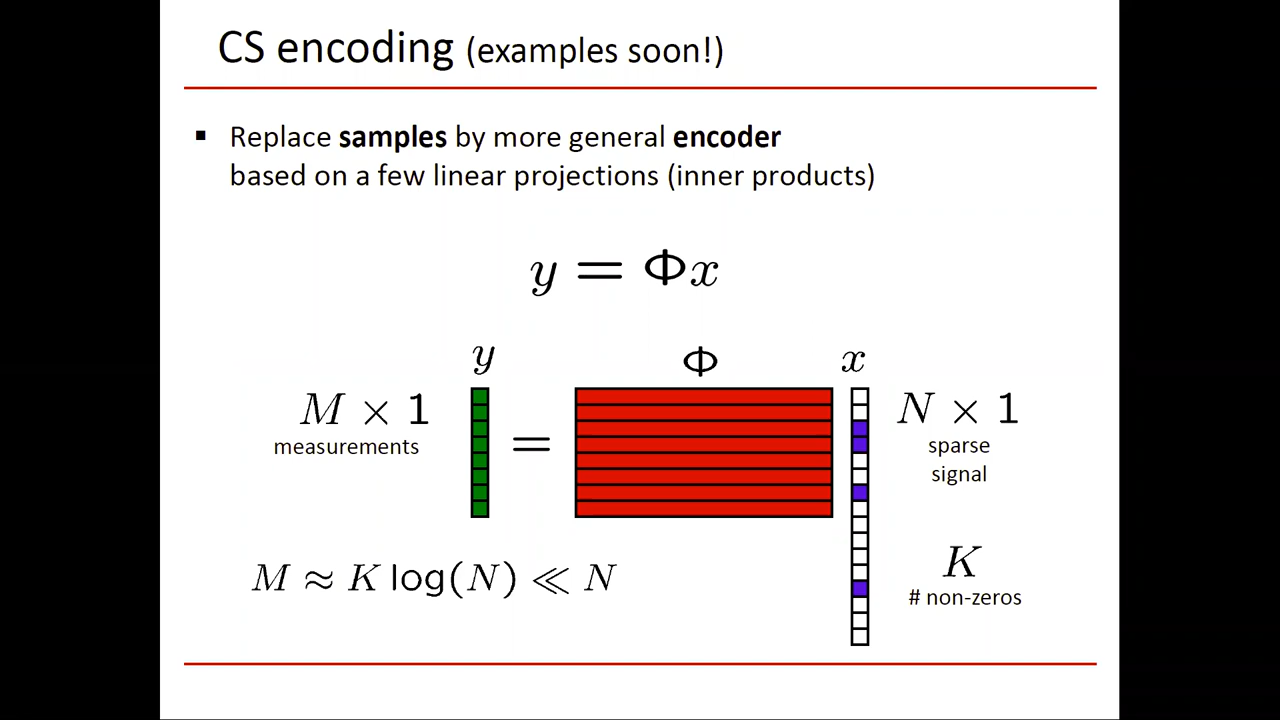 CS encoding (examples soon!)
▪ Replace samples by more general encoder
based on a few linear projections (inner products)
y = Φx
y
Φ
x
M × 1
measurements
=
N × 1
sparse
signal
M ≈ K log(N) ≪ N
K
# non-zeros